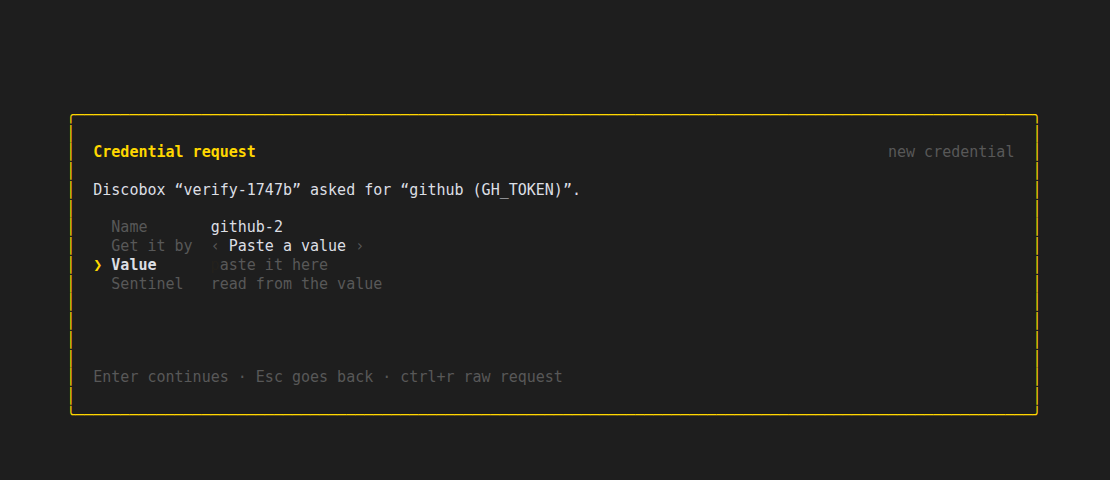 Credential request new credential
Discobox “verify-1747b” asked for “github (GH_TOKEN)”.
Name github-2
Get it by ‹ Paste a value ›
❯ Value aste it here
Sentinel read from the value
Enter continues · Esc goes back · ctrl+r raw request